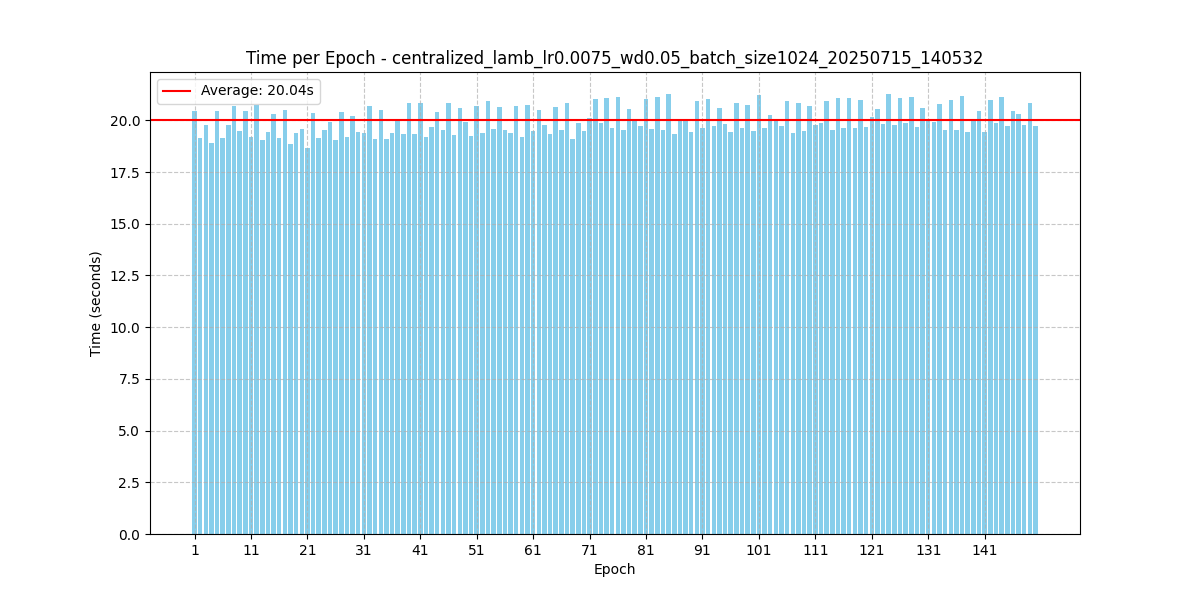 Time per Epoch - centralized_lamb_lr0.0075_wd0.05_batch_size1024_20250715_140532
Average: 20.04s
Time (seconds)
20.0
17.5
15.0
12.5
10.0
7.5
5.0
2.5
0.0
1 11 21 31 41 51 61 71 81 91 101 111 121 131 141
Epoch